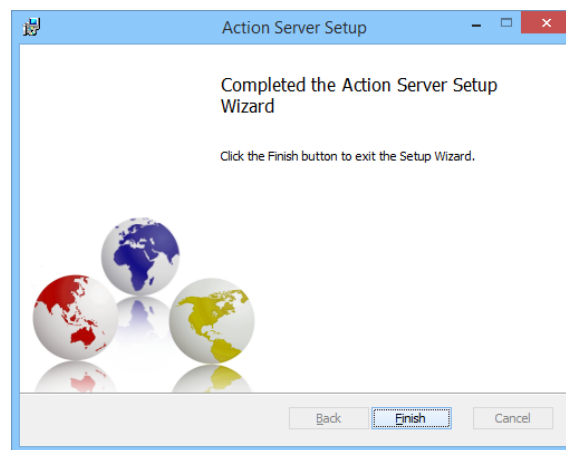 Action Server Setup
Completed the Action Server Setup
Wizard
Click the Finish button to exit the Setup Wizard.
Back
Finish
Cancel